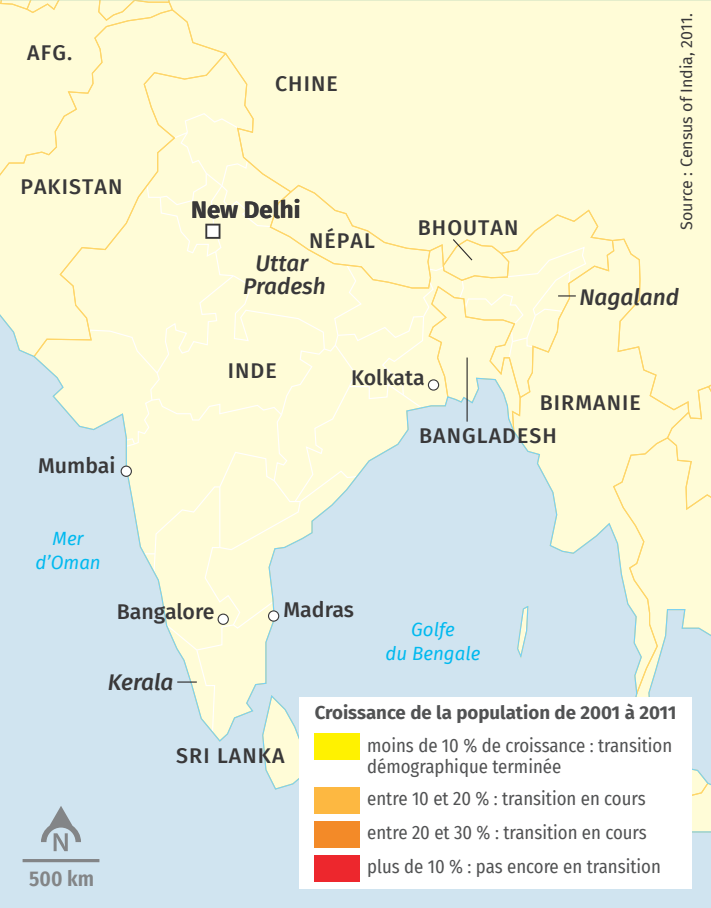 AFG.
CHINE
Source : Census of India, 2011.
PAKISTAN
New Delhi
NÉPAL
BHOUTAN
Uttar
Pradesh
Nagaland
INDE
Kolkata
BIRMANIE
BANGLADESH
Mumbai
Mer
d’Oman
Bangalore
Madras
Golfe
du Bengale
Kerala
SRI LANKA
Croissance de la population de 2001 à 2011
moins de 10 % de croissance : transition
démographique terminée
entre 10 et 20 % : transition en cours
entre 20 et 30 % : transition en cours
plus de 10 % : pas encore en transition
N
500 km